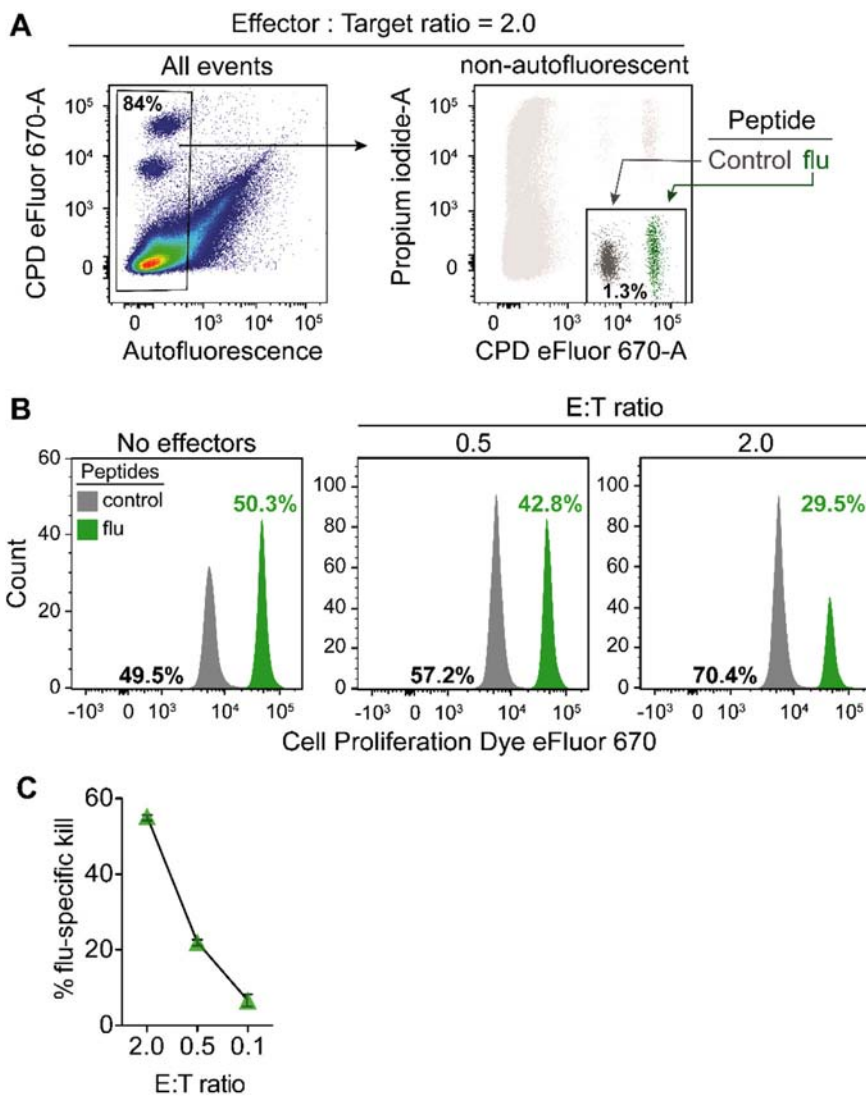 A
Effector : Target ratio = 2.0
All events
non-autofluorescent
84%
CPD eFluor 670-A
10⁵
10⁴
10³
0
0 10³ 10⁴ 10⁵
Autofluorescence
Propium iodide-A
10⁵
10⁴
10³
0
1.3%
0 10³ 10⁴ 10⁵
CPD eFluor 670-A
Peptide
Control flu
B
E:T ratio
No effectors
0.5
2.0
Count
60
40
20
0
Peptides
control
flu
50.3%
49.5%
-10³ 0 10³ 10⁴ 10⁵
100
80
60
40
20
0
42.8%
57.2%
-10³ 0 10³ 10⁴ 10⁵
100
80
60
40
20
0
29.5%
70.4%
-10³ 0 10³ 10⁴ 10⁵
Cell Proliferation Dye eFluor 670
C
% flu-specific kill
60
40
20
0
2.0 0.5 0.1
E:T ratio